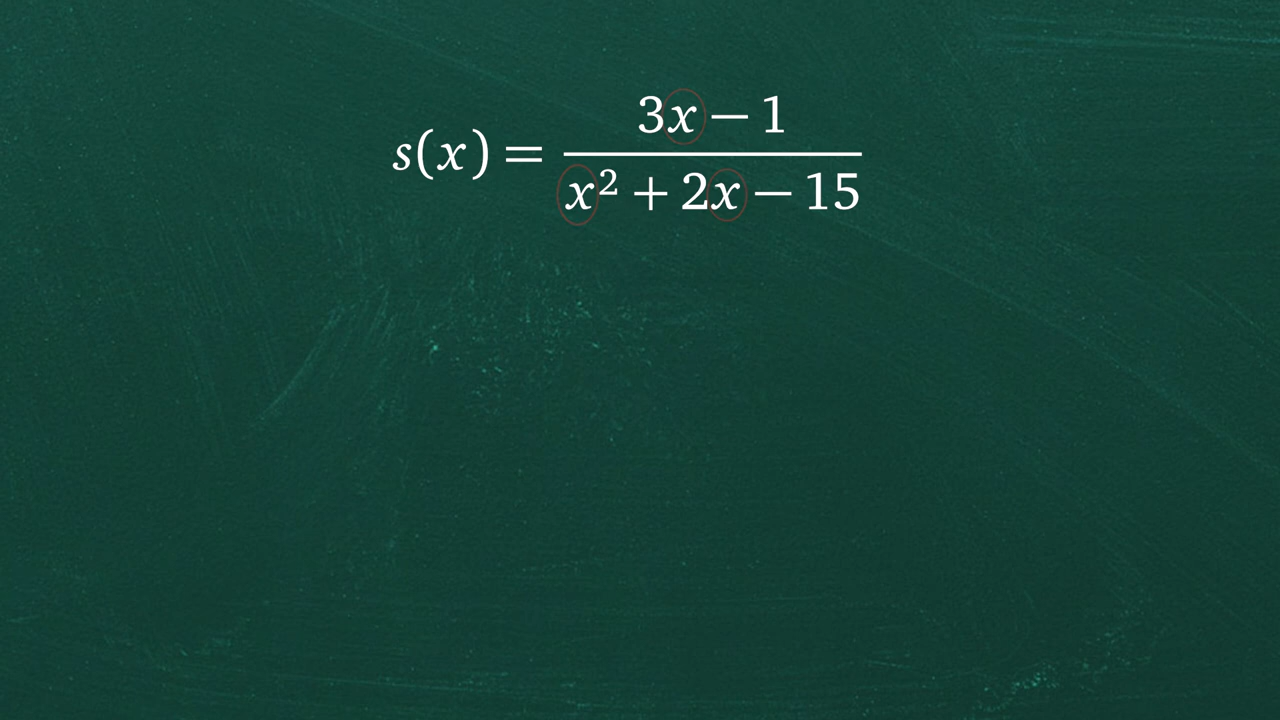 s(x) = (3x − 1)/(x² + 2x − 15)